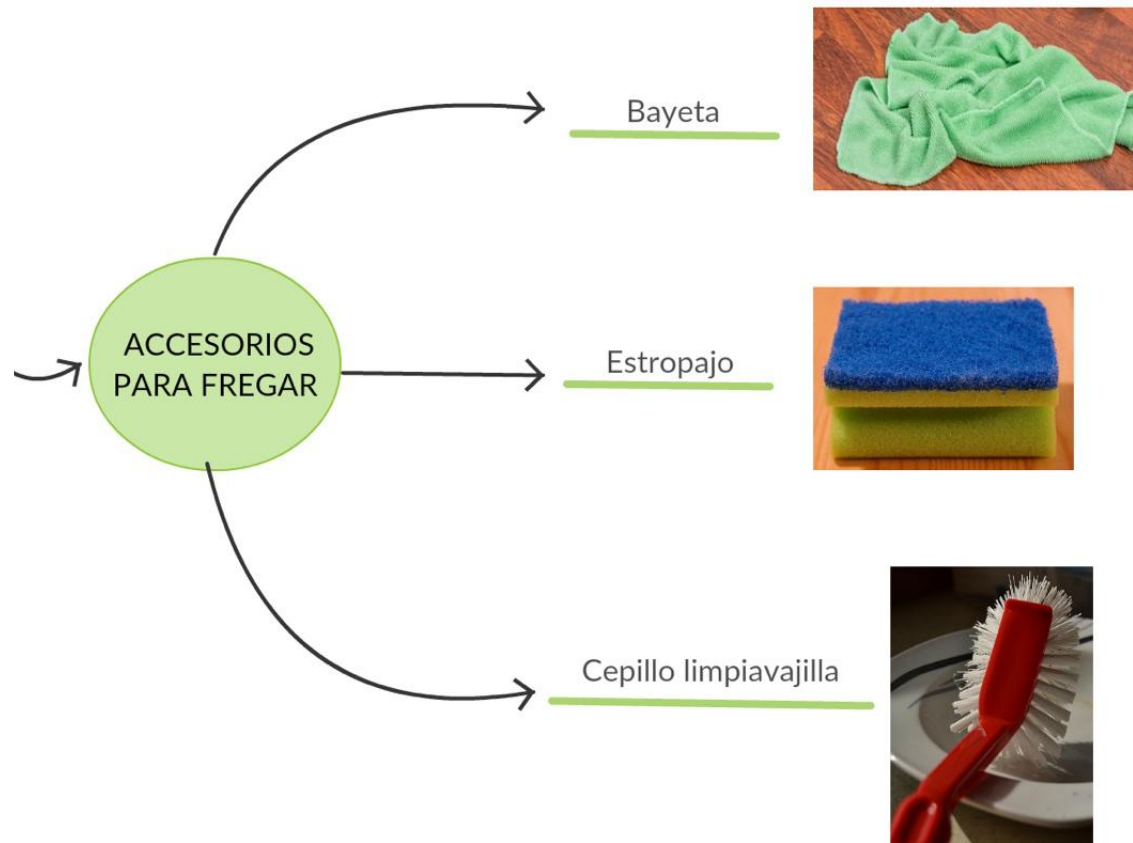 Bayeta
ACCESORIOS
PARA FREGAR
Estropajo
Cepillo limpiavajilla